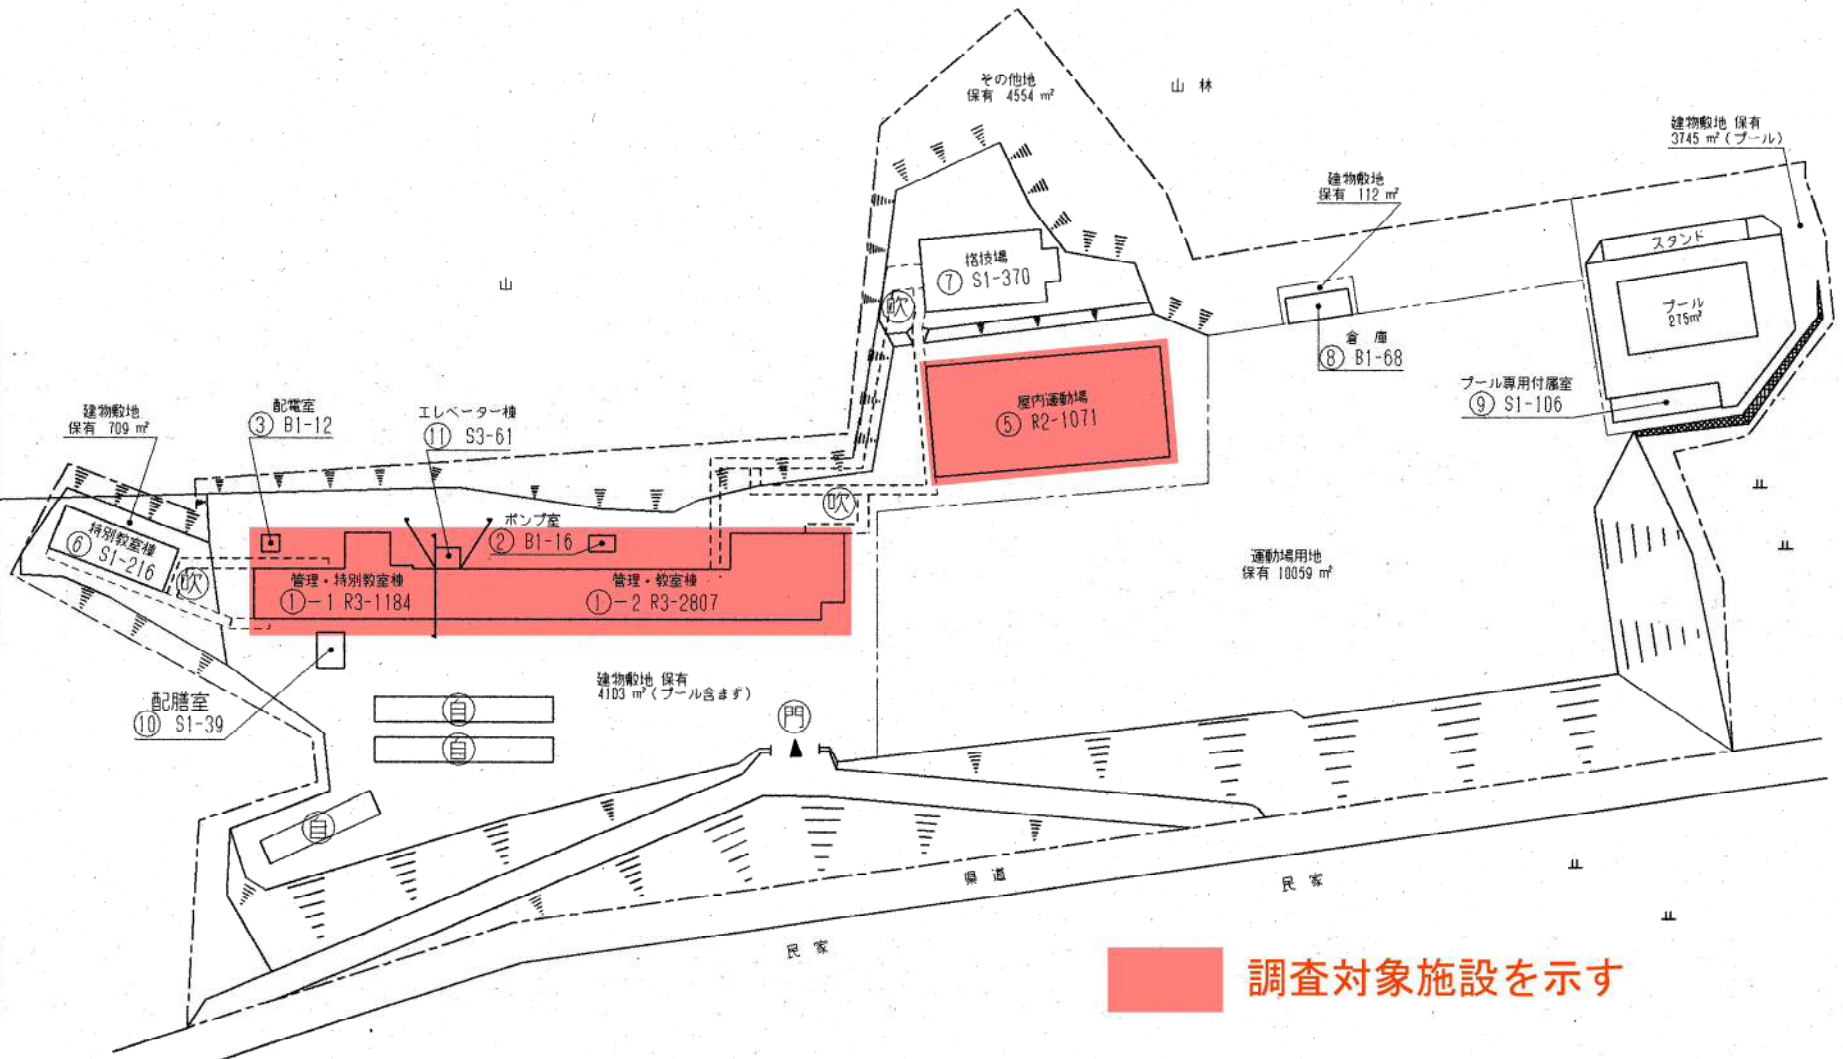 その他地
保有 4554 ㎡
山 林
建物敷地 保有
3745 ㎡(プール)
建物敷地
保有 112 ㎡
スタンド
プール
275㎡
格技場
⑦ S1-370
吹
山
倉 庫
⑧ B1-68
プール専用付属室
⑨ S1-106
屋内運動場
⑤ R2-1071
建物敷地
保有 709 ㎡
配電室
③ B1-12
エレベーター棟
⑪ S3-61
吹
ポンプ室
② B1-16
特別教室棟
⑥ S1-216
吹
管理・特別教室棟
①-1 R3-1184
管理・教室棟
①-2 R3-2807
運動場用地
保有 10059 ㎡
配膳室
⑩ S1-39
建物敷地 保有
4103 ㎡(プール含まず)
自
自
門
自
県 道
民 家
民 家
調査対象施設を示す